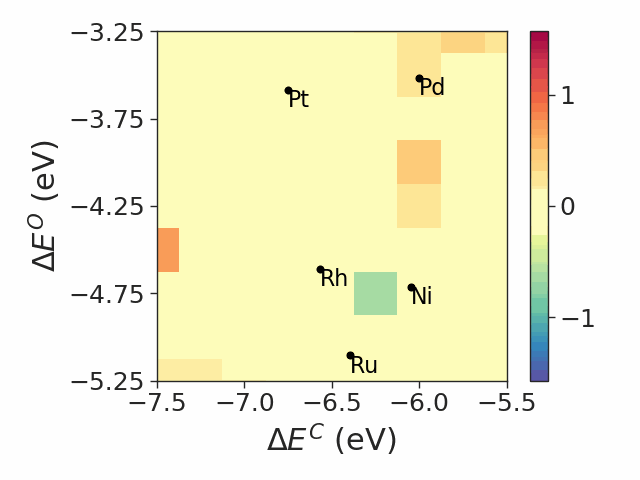 −3.25
−3.75
−4.25
−4.75
−5.25
ΔE^O (eV)
Pt
Pd
Rh
Ni
Ru
−7.5 −7.0 −6.5 −6.0 −5.5
ΔE^C (eV)
1
0
−1